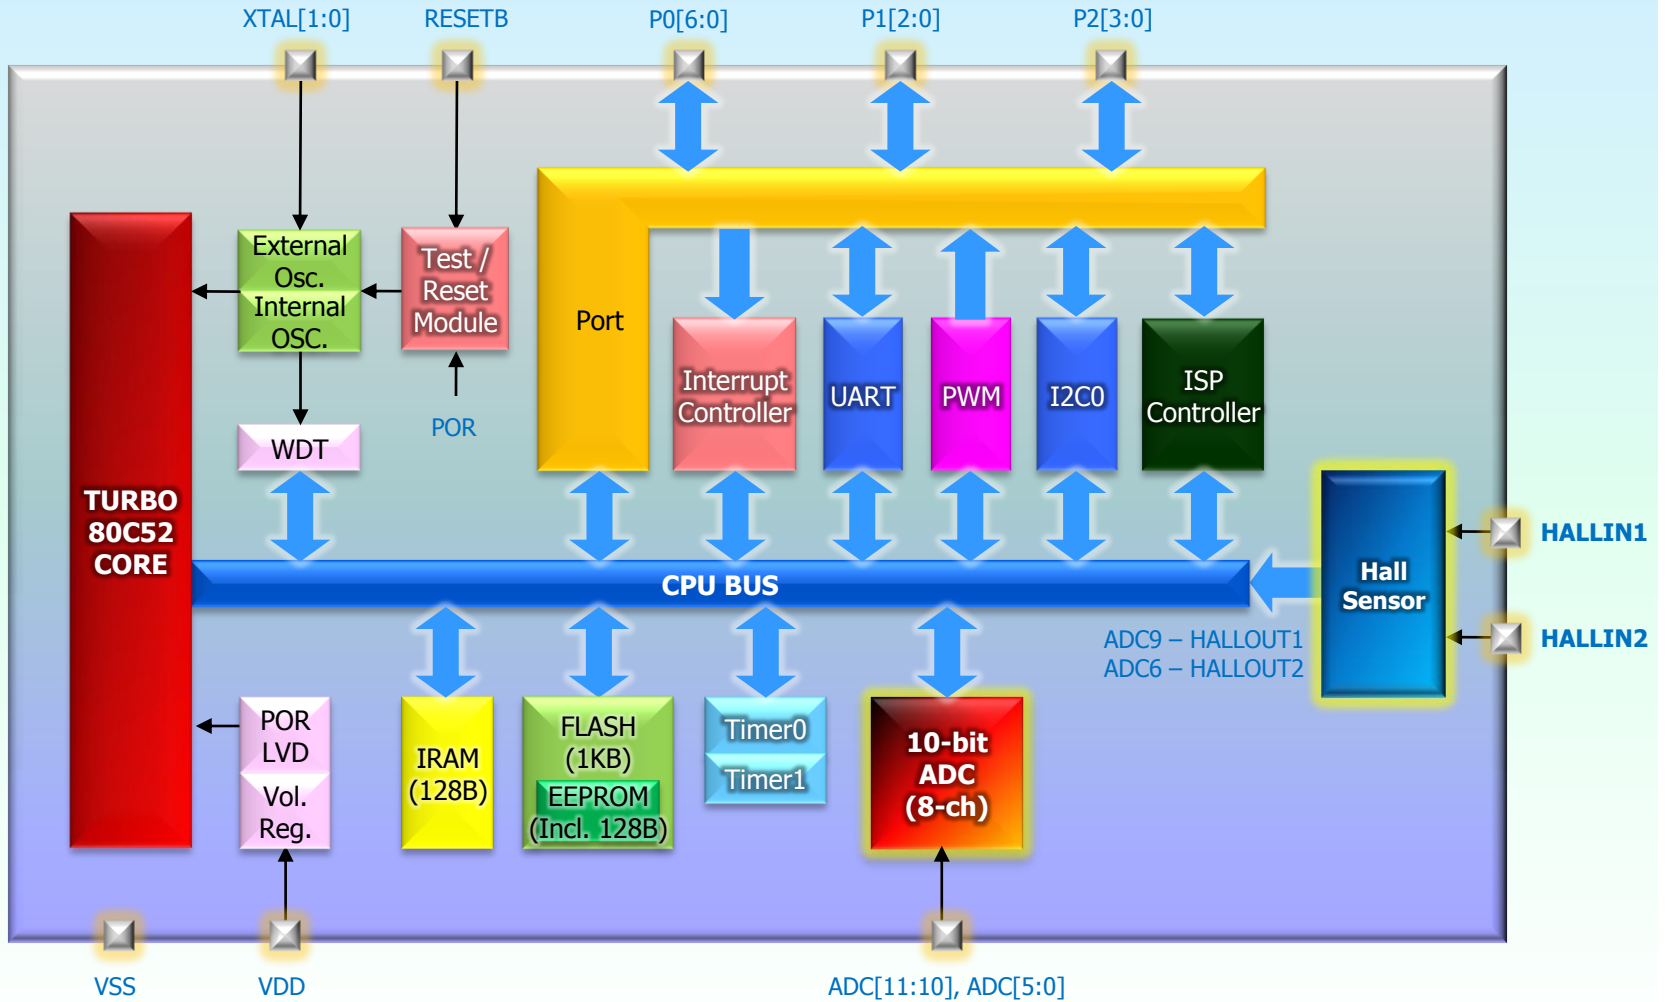 XTAL[1:0]
RESETB
P0[6:0]
P1[2:0]
P2[3:0]
External
Osc.
Internal
OSC.
Test /
Reset
Module
POR
WDT
Port
Interrupt
Controller
UART
PWM
I2C0
ISP
Controller
TURBO
80C52
CORE
CPU BUS
Hall
Sensor
HALLIN1
HALLIN2
ADC9 – HALLOUT1
ADC6 – HALLOUT2
POR
LVD
Vol.
Reg.
IRAM
(128B)
FLASH
(1KB)
EEPROM
(Incl. 128B)
Timer0
Timer1
10-bit
ADC
(8-ch)
VSS
VDD
ADC[11:10], ADC[5:0]